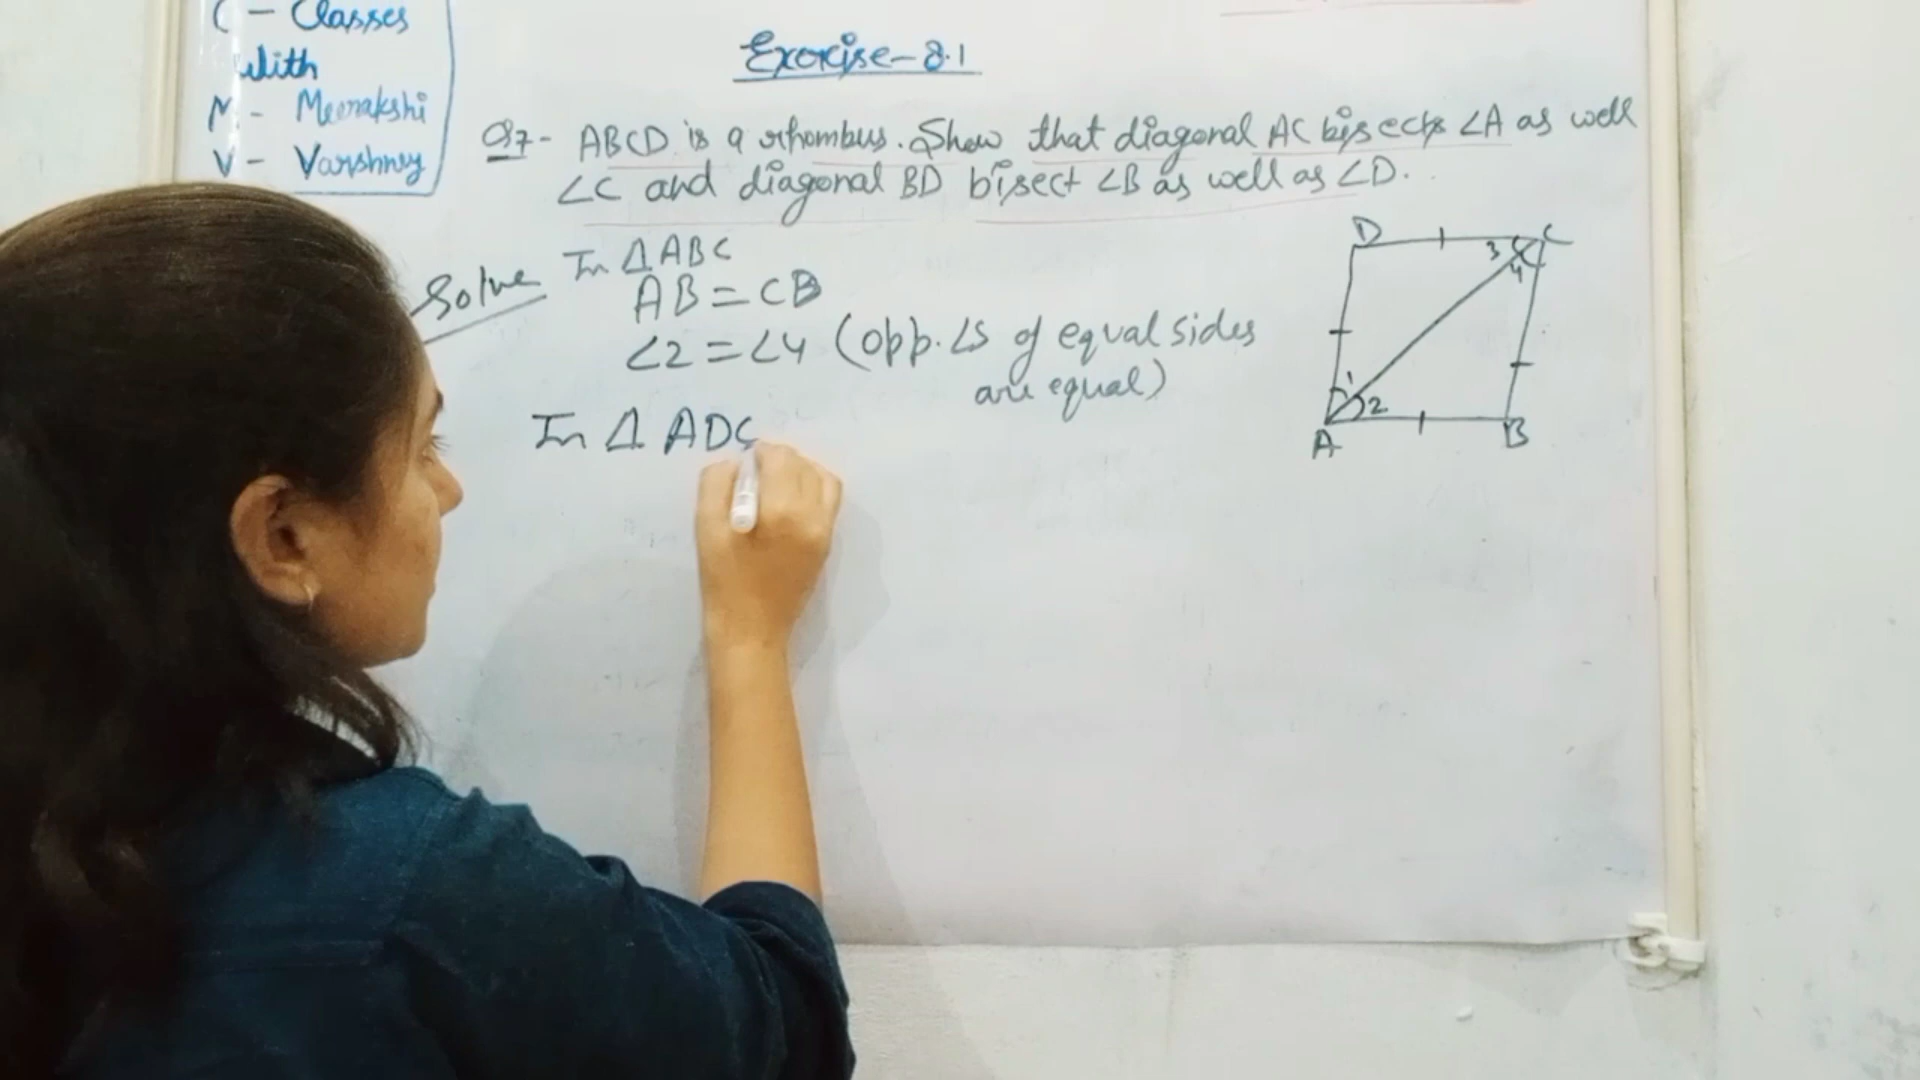 C - Classes
With
M - Meenakshi
V - Varshney
Exercise - 8.1
Q7 - ABCD is a rhombus. Show that diagonal AC bisects ∠A as well
∠C and diagonal BD bisect ∠B as well as ∠D.
Solve
In △ABC
AB = CB
∠2 = ∠4 (opp. ∠s of equal sides
are equal)
In △ ADC
D C
3
4
1
2
A B